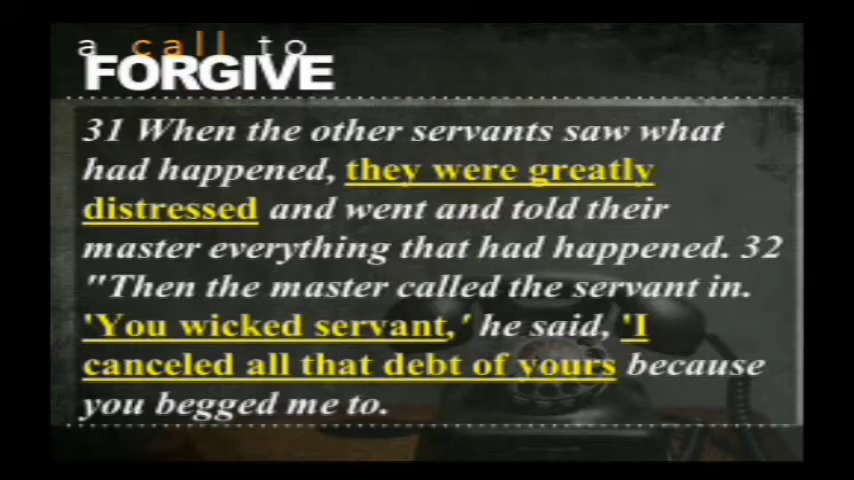 a call to
FORGIVE
31 When the other servants saw what
had happened, they were greatly
distressed and went and told their
master everything that had happened. 32
"Then the master called the servant in.
'You wicked servant,' he said, 'I
canceled all that debt of yours because
you begged me to.